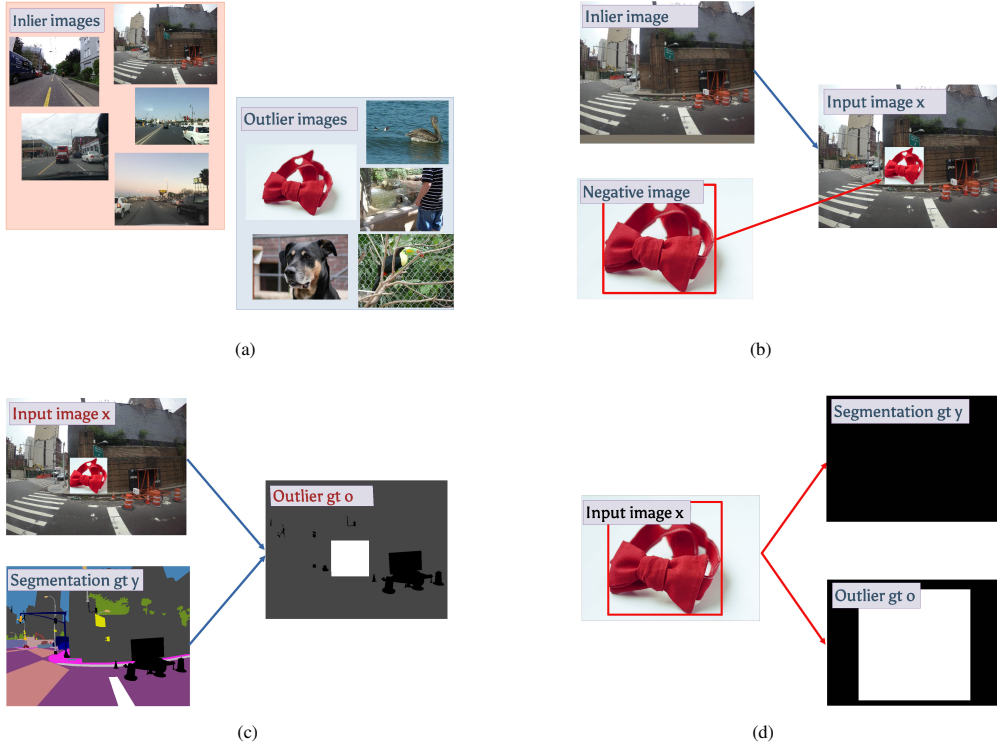 Inlier images
Outlier images
(a)
Inlier image
Negative image
Input image x
(b)
Input image x
Segmentation gt y
Outlier gt o
(c)
Input image x
Segmentation gt y
Outlier gt o
(d)